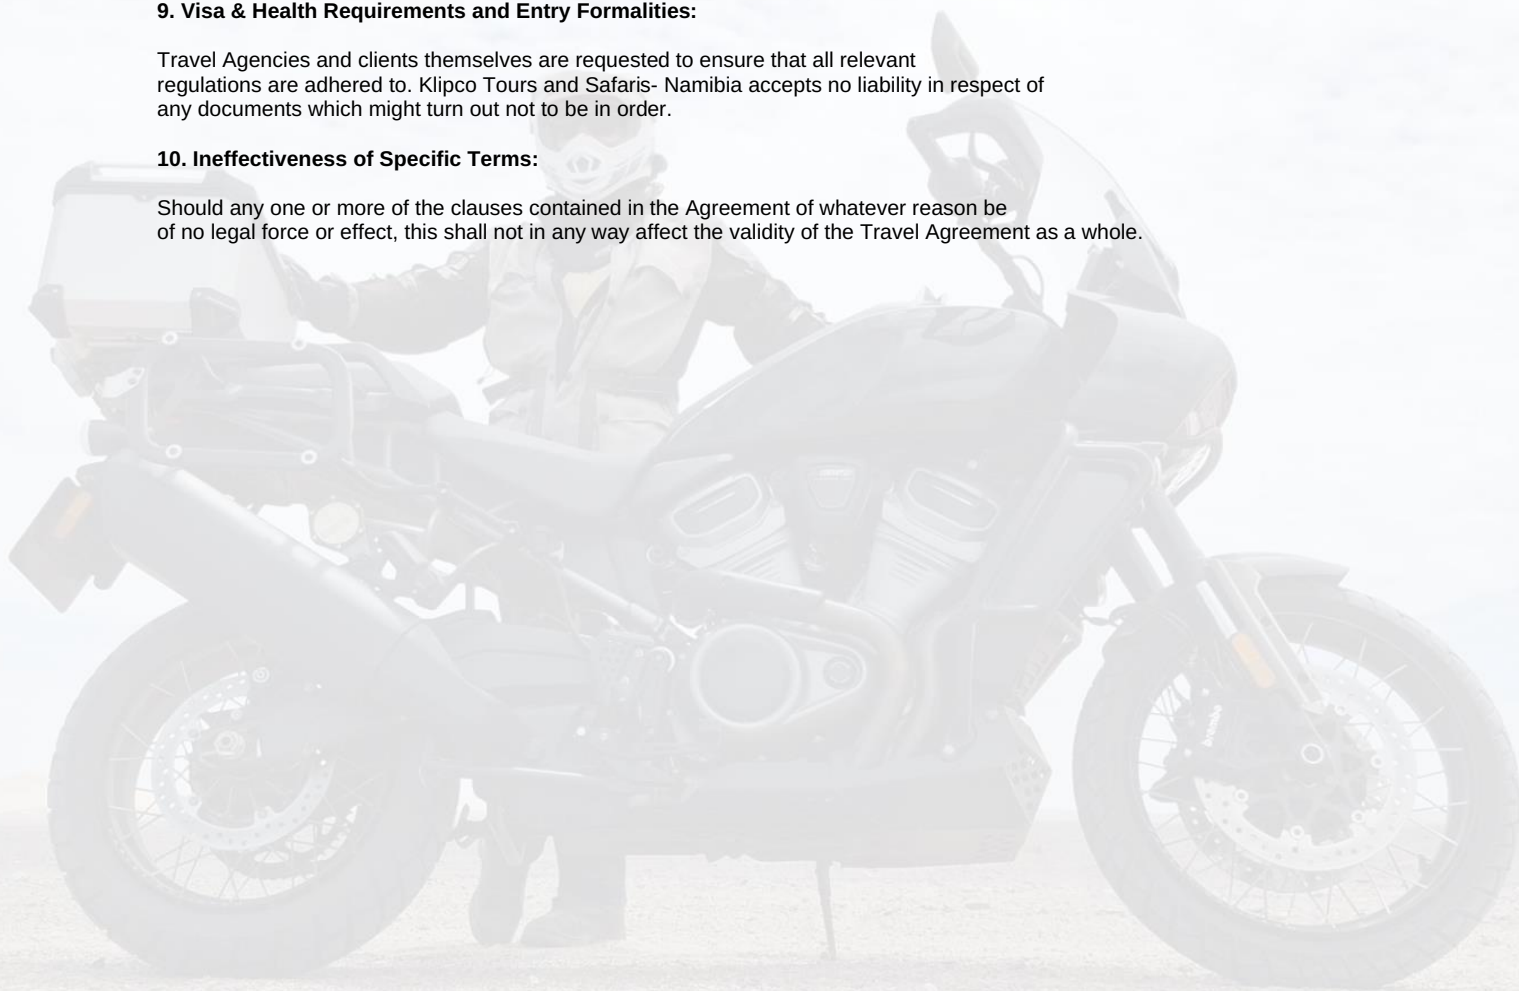 9. Visa & Health Requirements and Entry Formalities:
Travel Agencies and clients themselves are requested to ensure that all relevant
regulations are adhered to. Klipco Tours and Safaris- Namibia accepts no liability in respect of
any documents which might turn out not to be in order.
10. Ineffectiveness of Specific Terms:
Should any one or more of the clauses contained in the Agreement of whatever reason be
of no legal force or effect, this shall not in any way affect the validity of the Travel Agreement as a whole.
brembo